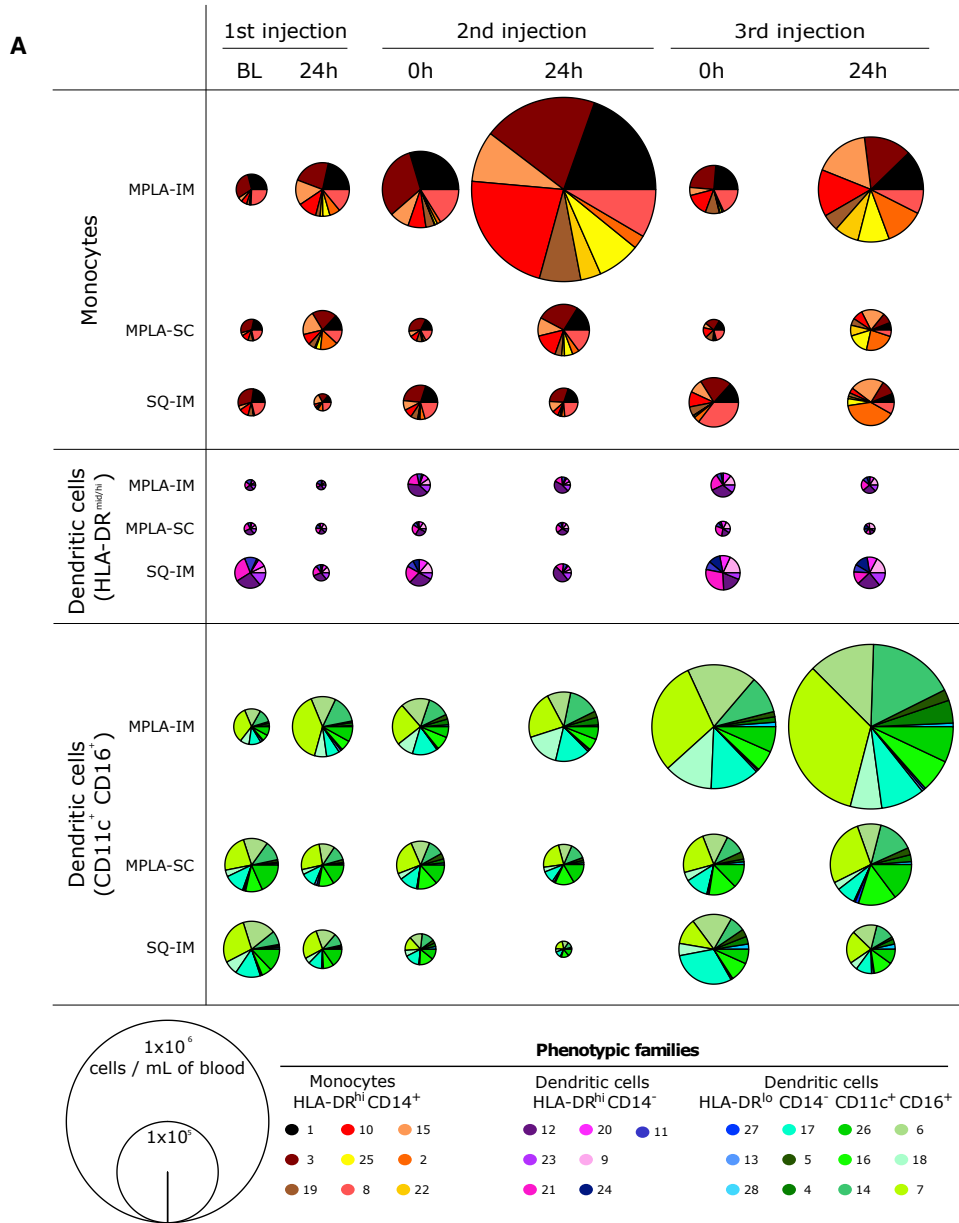 A
1st injection 2nd injection 3rd injection
BL 24h 0h 24h 0h 24h
Monocytes
MPLA-IM
MPLA-SC
SQ-IM
Dendritic cells
(HLA-DR^mid/hi)
MPLA-IM
MPLA-SC
SQ-IM
Dendritic cells
(CD11c⁺ CD16⁺)
MPLA-IM
MPLA-SC
SQ-IM
1x10⁶
cells / mL of blood
1x10⁵
Phenotypic families
Monocytes
HLA-DR^hi CD14⁺
1 10 15
3 25 2
19 8 22
Dendritic cells
HLA-DR^hi CD14⁻
12 20 11
23 9
21 24
Dendritic cells
HLA-DR^lo CD14⁻ CD11c⁺ CD16⁺
27 17 26 6
13 5 16 18
28 4 14 7